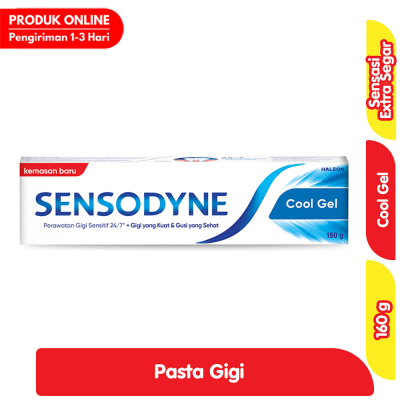 PRODUK ONLINE
Pengiriman 1-3 Hari
Sensasi
Extra Segar
kemasan baru
HALEON
SENSODYNE
Cool Gel
Perawatan Gigi Sensitif 24/7* + Gigi yang Kuat & Gusi yang Sehat
160 g
Cool Gel
160 g
Pasta Gigi